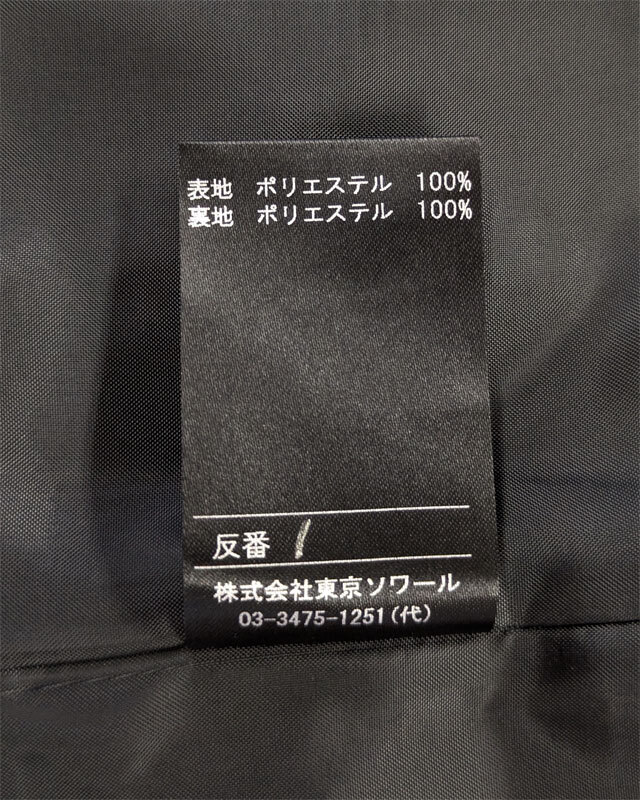 表地 ポリエステル 100%
裏地 ポリエステル 100%
反番 1
株式会社東京ソワール
03-3475-1251(代)